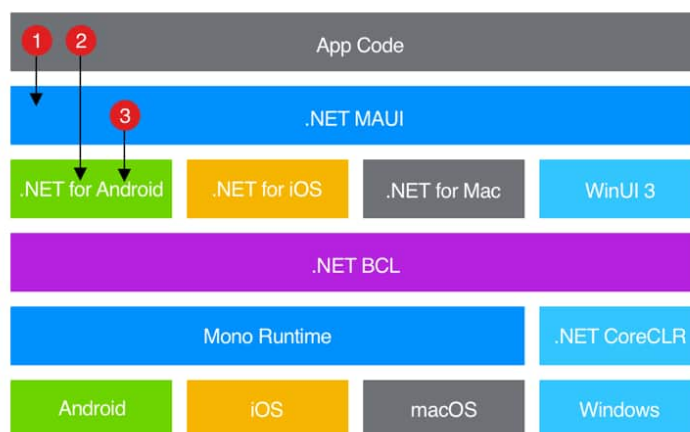 1
2
App Code
3
.NET MAUI
.NET for Android
.NET for iOS
.NET for Mac
WinUI 3
.NET BCL
Mono Runtime
.NET CoreCLR
Android
iOS
macOS
Windows